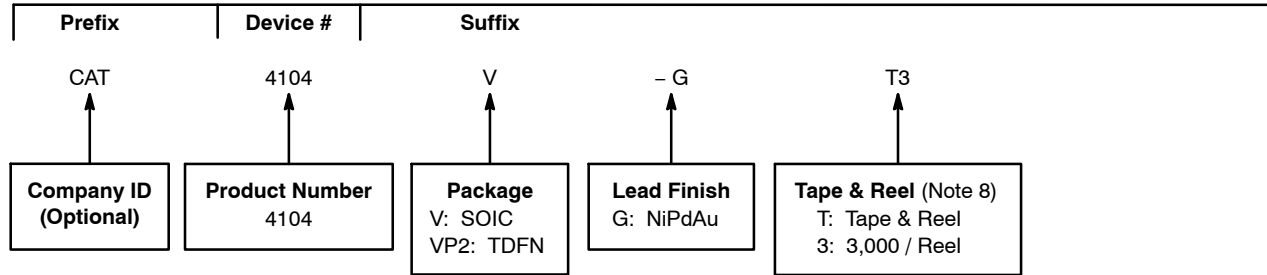 Prefix Device # Suffix
CAT 4104 V – G T3
Company ID
(Optional)
Product Number
4104
Package
V: SOIC
VP2: TDFN
Lead Finish
G: NiPdAu
Tape & Reel (Note 8)
T: Tape & Reel
3: 3,000 / Reel